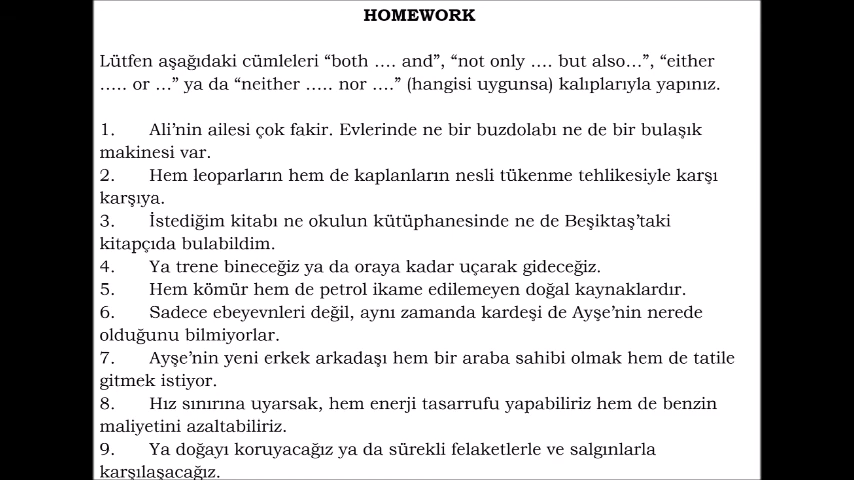 HOMEWORK
Lütfen aşağıdaki cümleleri “both .... and”, “not only .... but also...”, “either
..... or ...” ya da “neither ..... nor ....” (hangisi uygunsa) kalıplarıyla yapınız.
1. Ali’nin ailesi çok fakir. Evlerinde ne bir buzdolabı ne de bir bulaşık
makinesi var.
2. Hem leoparların hem de kaplanların nesli tükenme tehlikesiyle karşı
karşıya.
3. İstediğim kitabı ne okulun kütüphanesinde ne de Beşiktaş’taki
kitapçıda bulabildim.
4. Ya trene bineceğiz ya da oraya kadar uçarak gideceğiz.
5. Hem kömür hem de petrol ikame edilemeyen doğal kaynaklardır.
6. Sadece ebeyevnleri değil, aynı zamanda kardeşi de Ayşe’nin nerede
olduğunu bilmiyorlar.
7. Ayşe’nin yeni erkek arkadaşı hem bir araba sahibi olmak hem de tatile
gitmek istiyor.
8. Hız sınırına uyarsak, hem enerji tasarrufu yapabiliriz hem de benzin
maliyetini azaltabiliriz.
9. Ya doğayı koruyacağız ya da sürekli felaketlerle ve salgınlarla
karşılaşacağız.